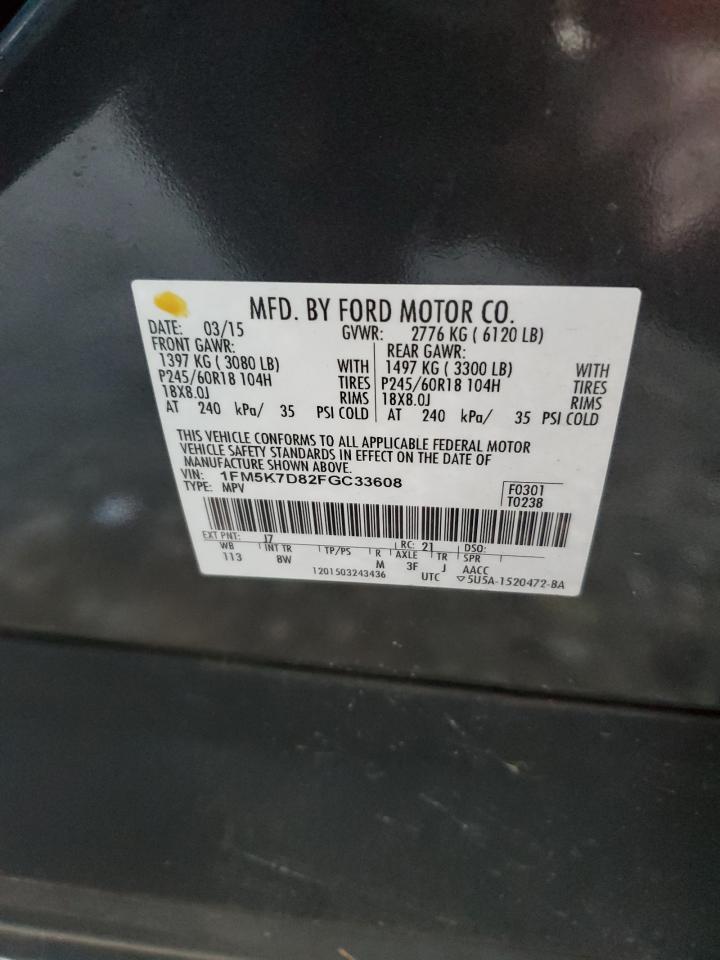 MFD. BY FORD MOTOR CO.
DATE: 03/15 GVWR: 2776 KG ( 6120 LB)
FRONT GAWR: REAR GAWR:
1397 KG ( 3080 LB) WITH 1497 KG ( 3300 LB) WITH
P245/60R18 104H TIRES P245/60R18 104H TIRES
18X8.0J RIMS 18X8.0J RIMS
AT 240 kPa/ 35 PSI COLD AT 240 kPa/ 35 PSI COLD
THIS VEHICLE CONFORMS TO ALL APPLICABLE FEDERAL MOTOR
VEHICLE SAFETY STANDARDS IN EFFECT ON THE DATE OF
MANUFACTURE SHOWN ABOVE.
VIN: 1FM5K7D82FGC33608 F0301
TYPE: MPV T0238
EXT PNT: J7 RC: 21 DSO:
WB INT TR TP/PS R AXLE TR SPR
113 8W M 3F J AACC
1201503243436 UTC ▽5U5A-1520472-BA